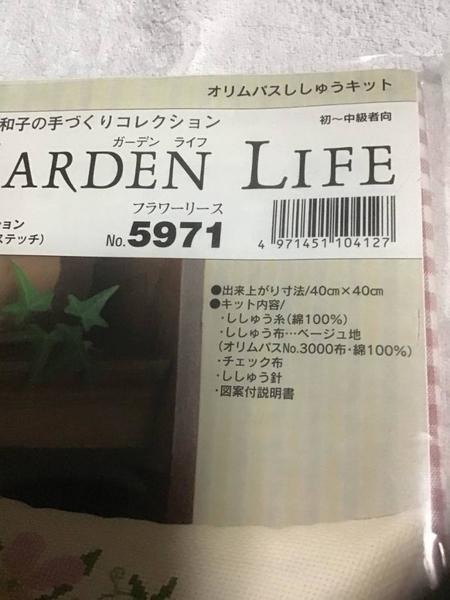 オリムパスししゅうキット
和子の手づくりコレクション
初〜中級者向
ガーデン ライフ
ARDEN LIFE
フラワーリース
ション
ステッチ)
No.5971
4 971451 104127
●出来上がり寸法/40cm×40cm
●キット内容/
・ししゅう糸(綿100%)
・ししゅう布…ベージュ地
(オリムパスNo.3000布・綿100%)
・チェック布
・ししゅう針
・図案付説明書